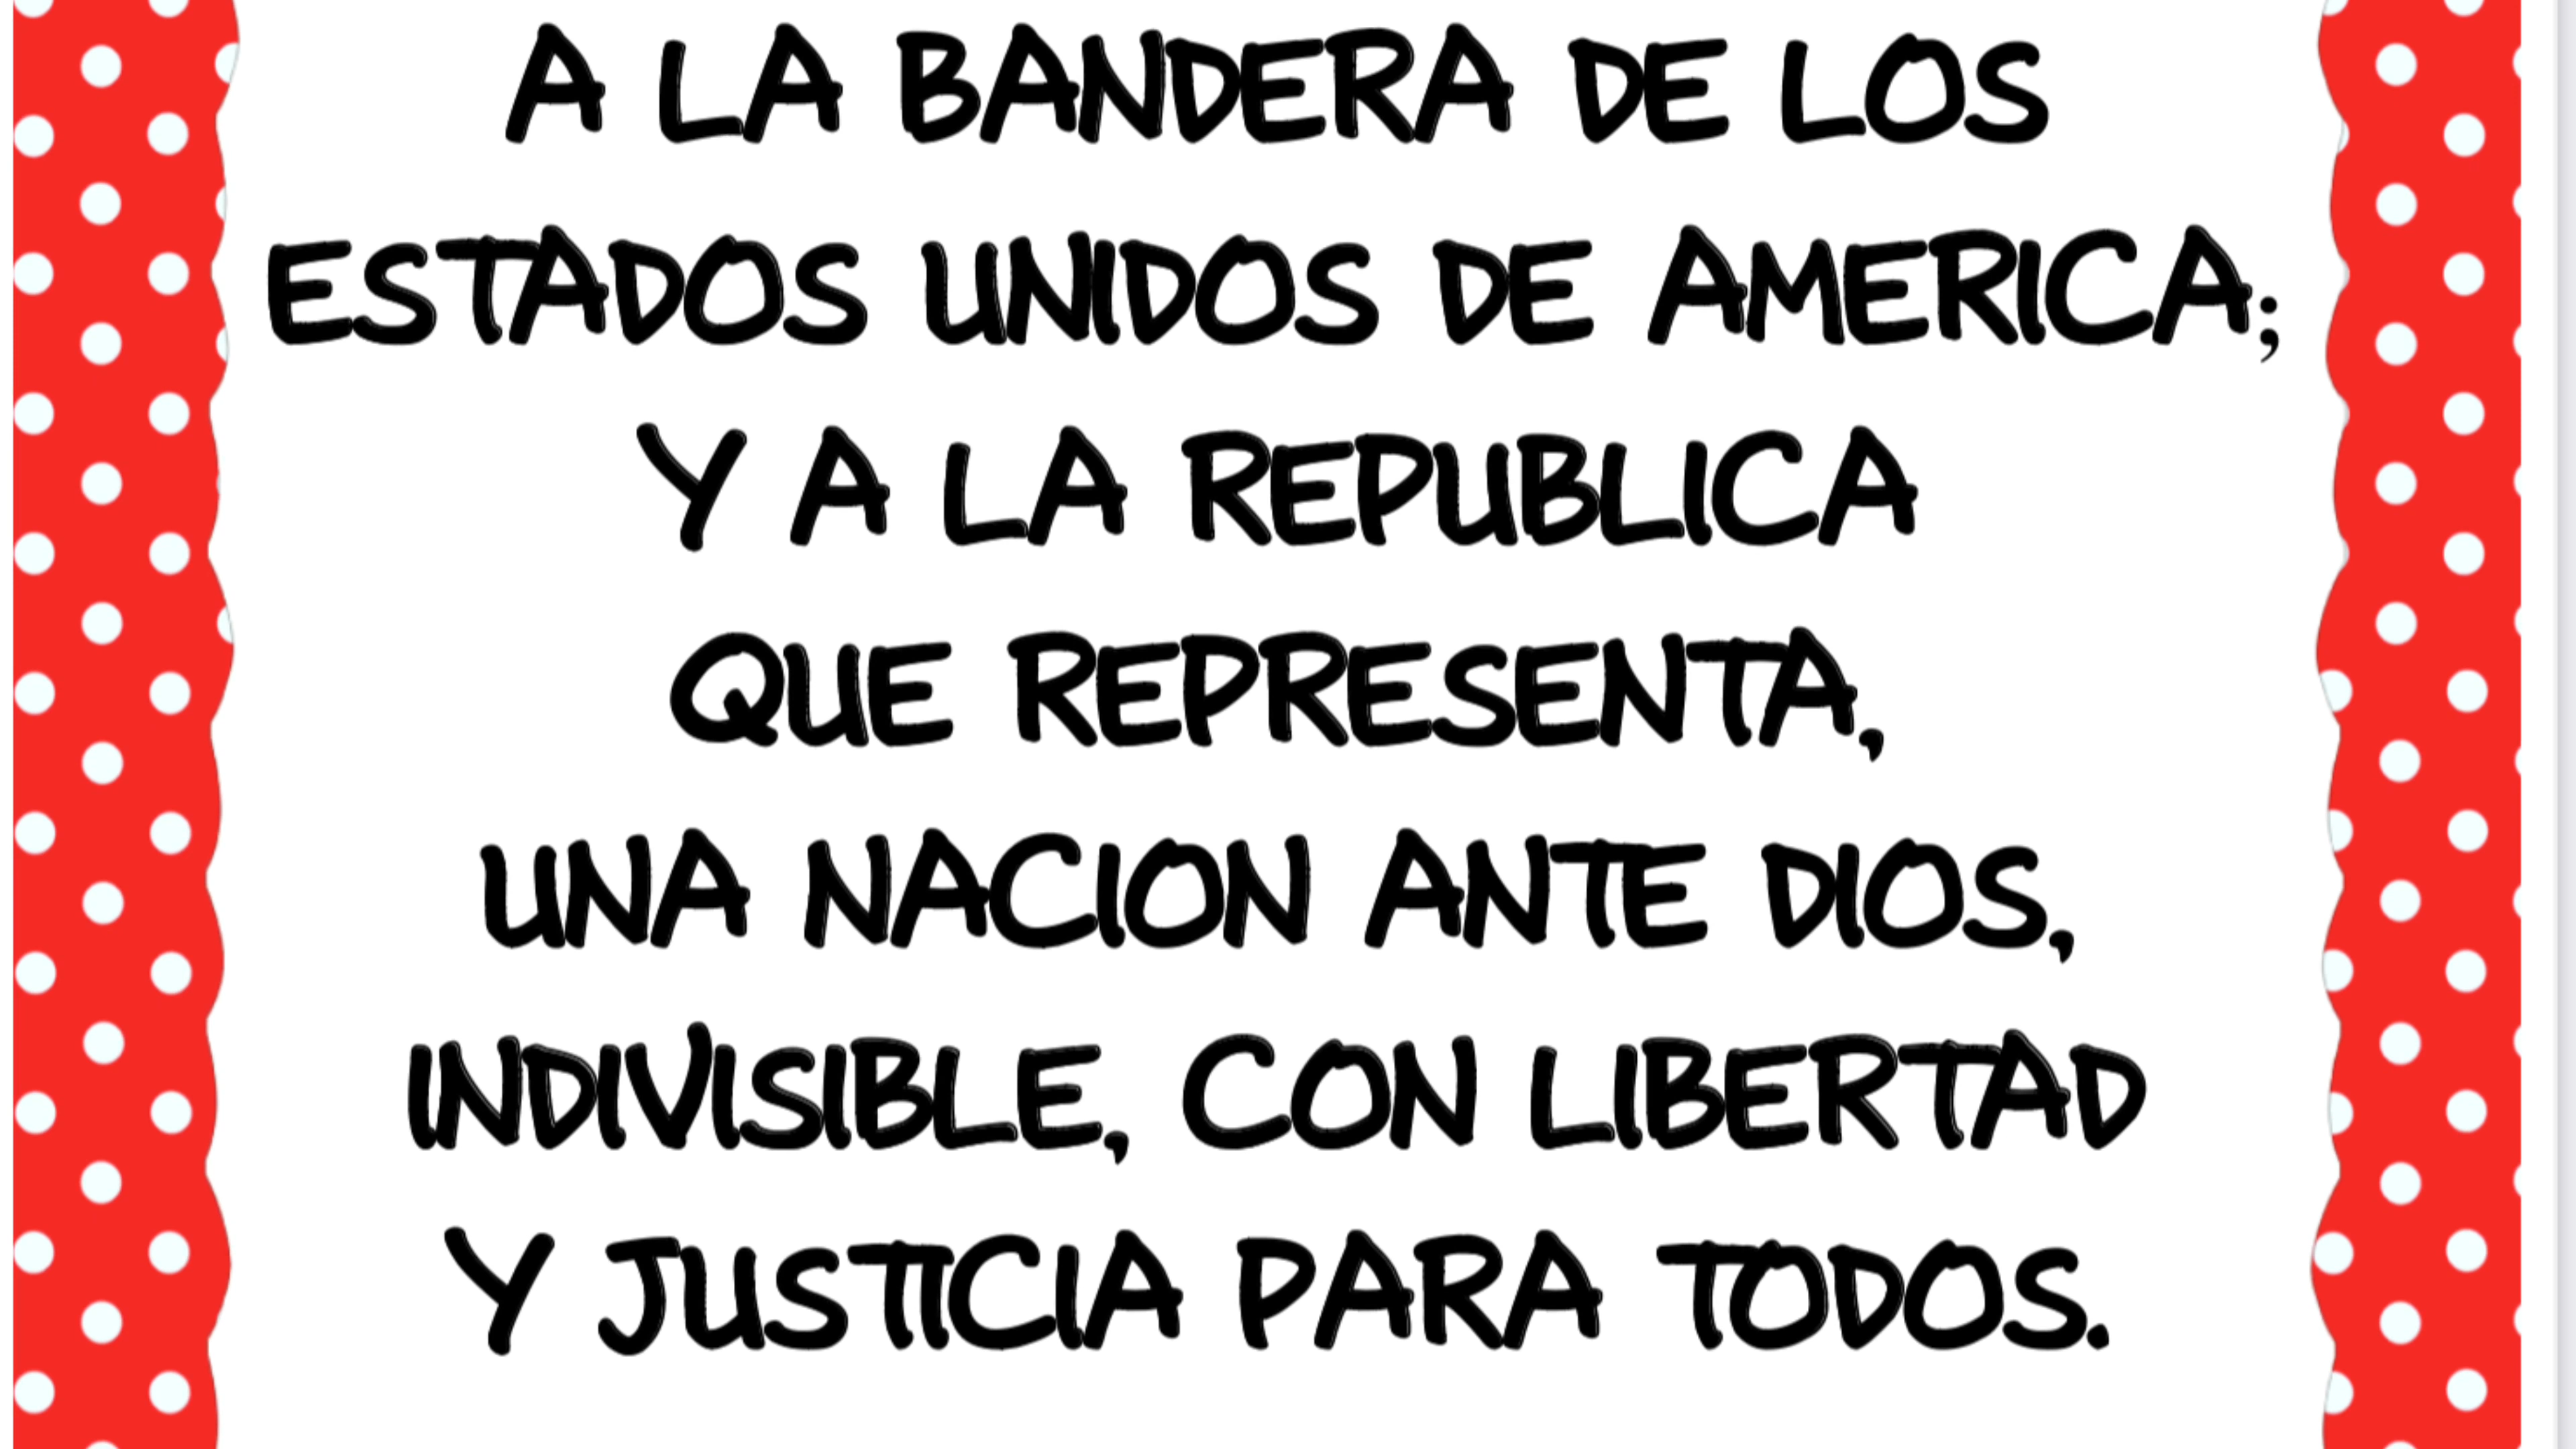 A LA BANDERA DE LOS
ESTADOS UNIDOS DE AMERICA;
Y A LA REPUBLICA
QUE REPRESENTA,
UNA NACION ANTE DIOS,
INDIVISIBLE, CON LIBERTAD
Y JUSTICIA PARA TODOS.